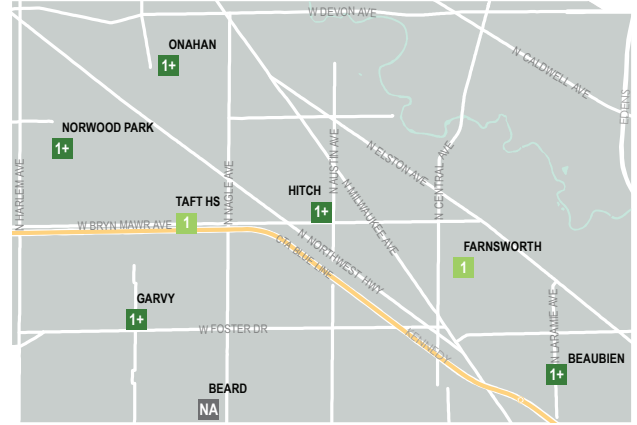 W DEVON AVE
ONAHAN
1+
N CALDWELL AVE
EDENS
NORWOOD PARK
1+
N HARLEM AVE
N NAGLE AVE
N AUSTIN AVE
N ELSTON AVE
N CENTRAL AVE
N MILWAUKEE AVE
TAFT HS
1
HITCH
1+
W BRYN MAWR AVE
N NORTHWEST HWY
CTA BLUE LINE
FARNSWORTH
1
GARVY
1+
W FOSTER DR
KENNEDY
N LARAMIE AVE
BEAUBIEN
1+
BEARD
NA